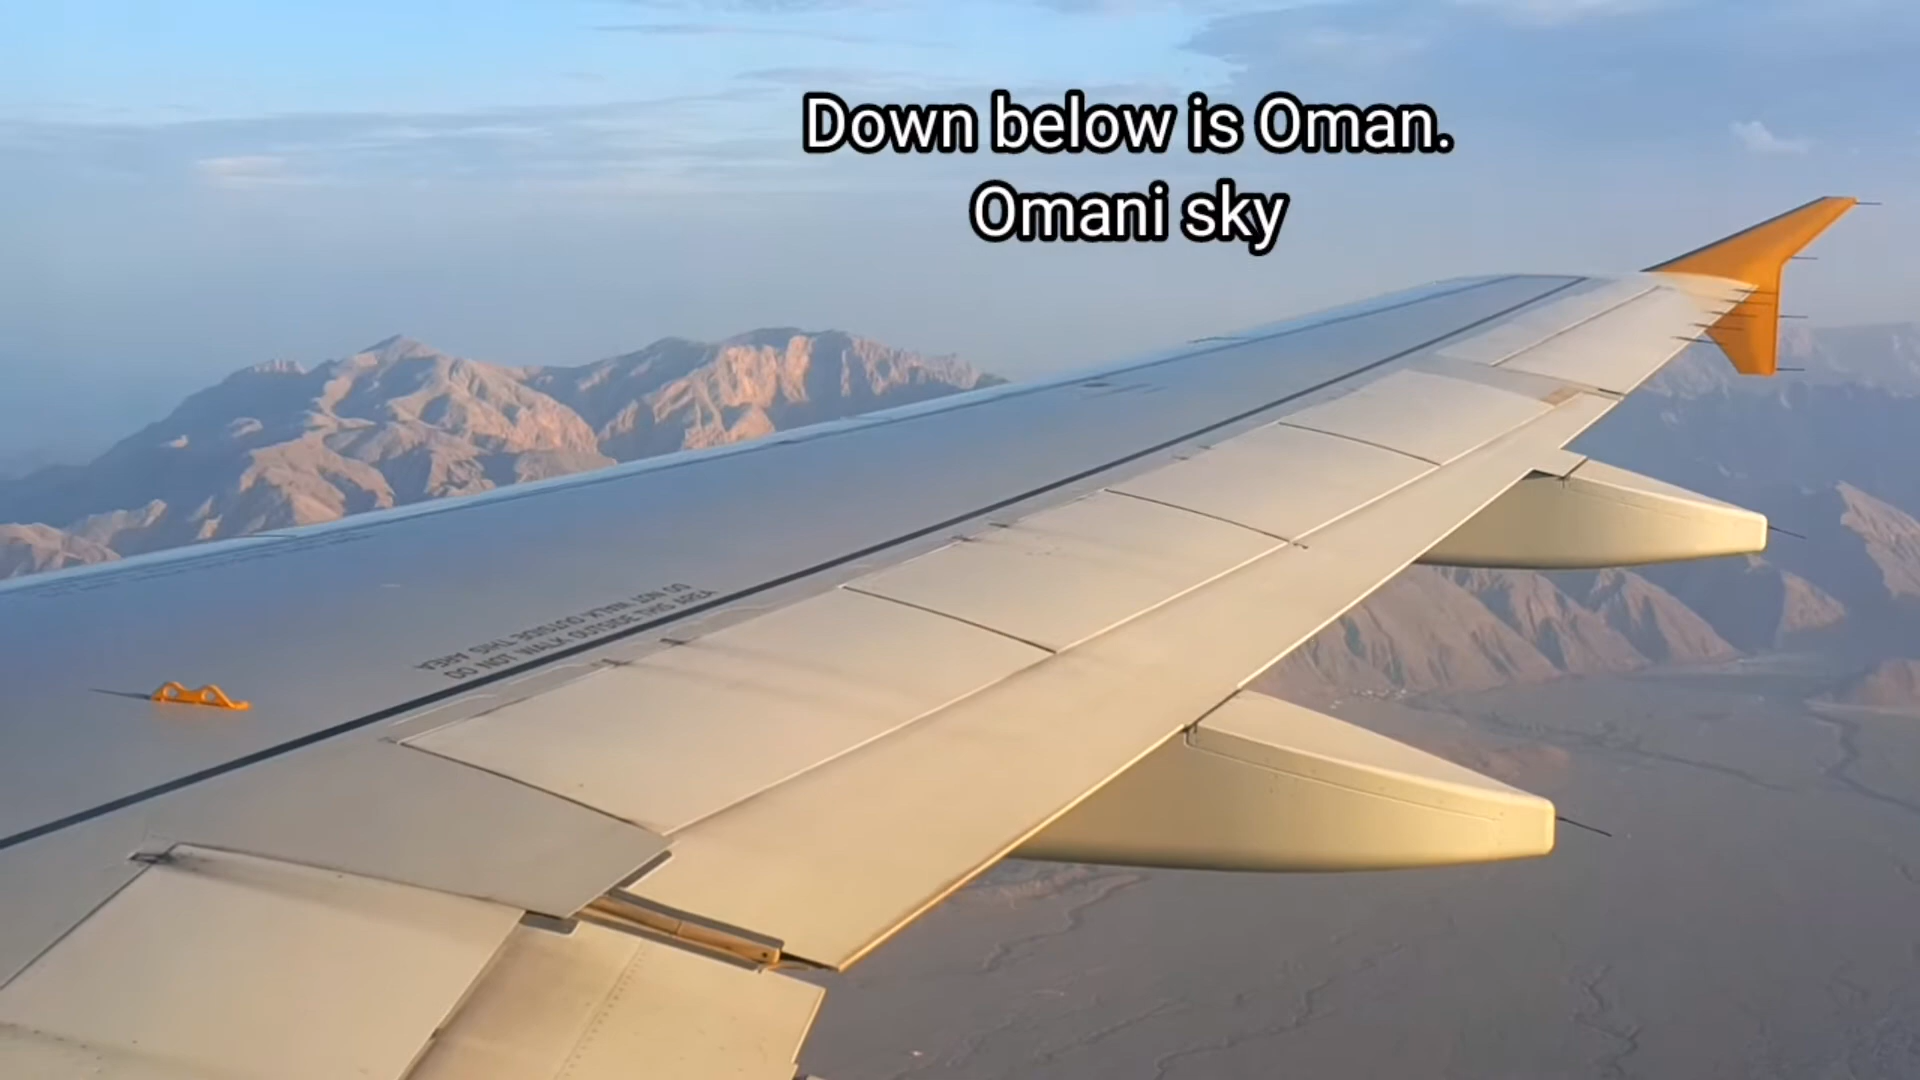 Down below is Oman.
Omani sky
DO NOT WALK OUTSIDE THIS AREA
DO NOT WALK OUTSIDE THIS AREA